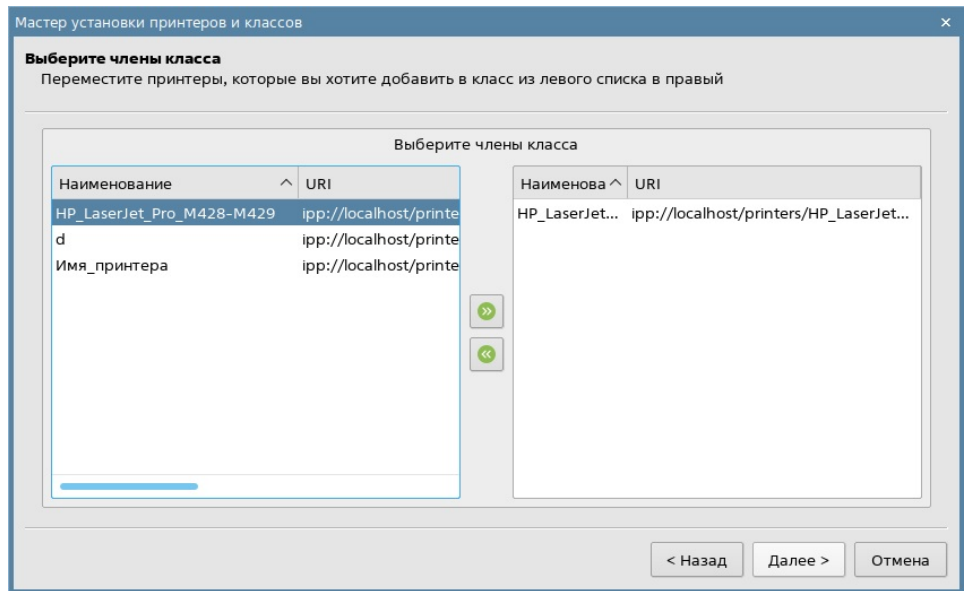 Мастер установки принтеров и классов
Выберите члены класса
Переместите принтеры, которые вы хотите добавить в класс из левого списка в правый
Выберите члены класса
Наименование URI
HP_LaserJet_Pro_M428-M429 ipp://localhost/printe
d ipp://localhost/printe
Имя_принтера ipp://localhost/printe
Наименова URI
HP_LaserJet... ipp://localhost/printers/HP_LaserJet...
< Назад Далее > Отмена